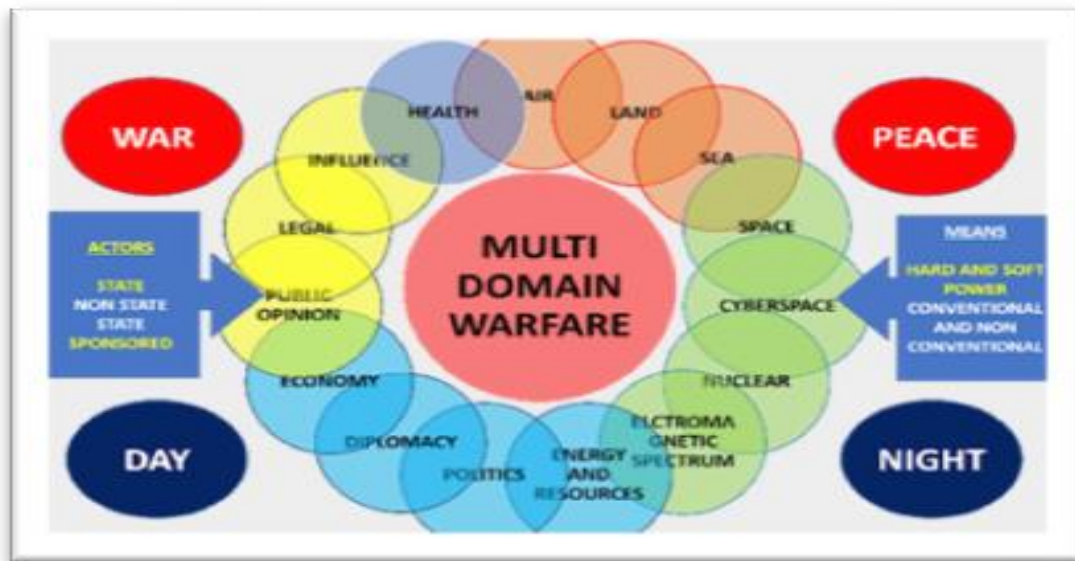 WAR
PEACE
HEALTH
AIR
LAND
SEA
INFLUENCE
LEGAL
SPACE
ACTORS
STATE
NON STATE
STATE
SPONSORED
PUBLIC
OPINION
MULTI
DOMAIN
WARFARE
CYBERSPACE
MEANS
HARD AND SOFT
POWER
CONVENTIONAL
AND NON
CONVENTIONAL
ECONOMY
NUCLEAR
DIPLOMACY
POLITICS
ENERGY
AND
RESOURCES
ELCTROMA
GNETIC
SPECTRUM
DAY
NIGHT